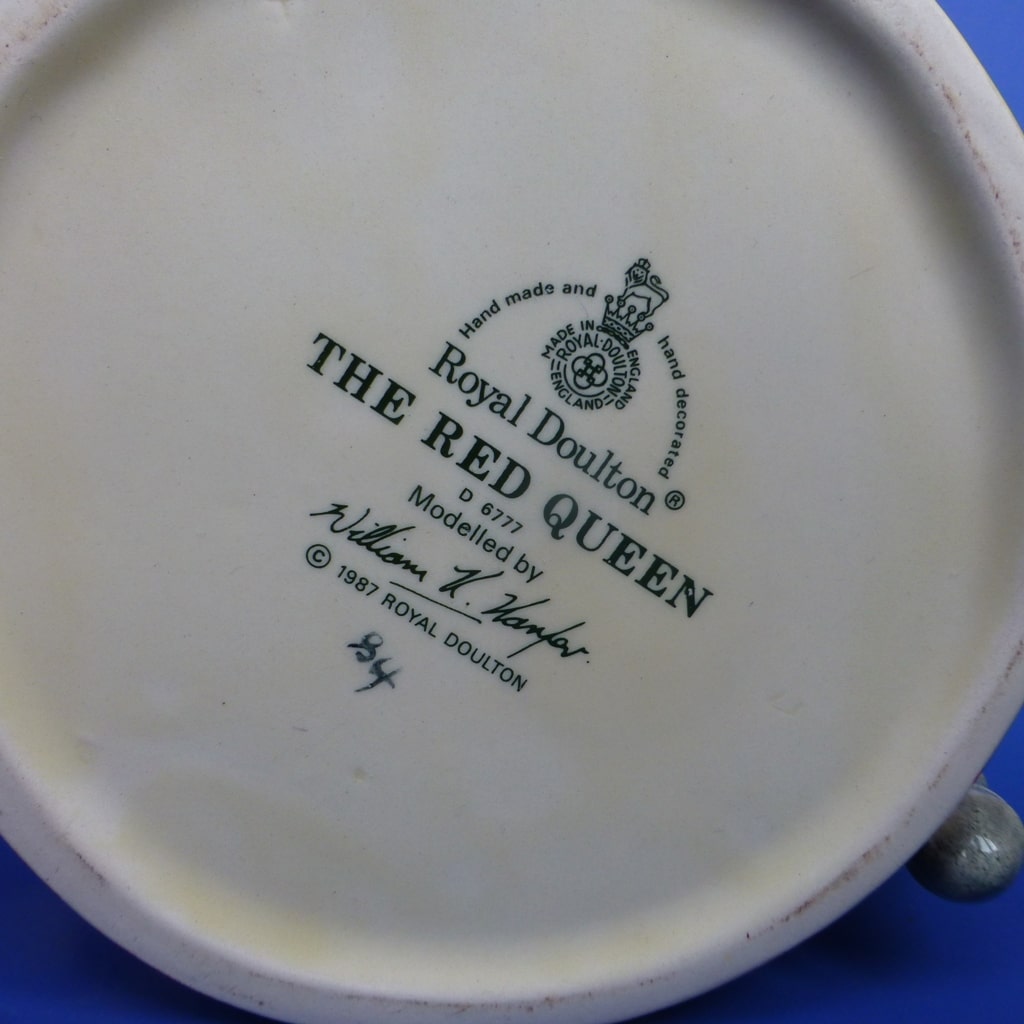 Hand made and hand decorated
MADE IN ENGLAND
ROYAL·DOULTON
ENGLAND
Royal Doulton ®
THE RED QUEEN
D 6777
Modelled by
William K. Harper.
© 1987 ROYAL DOULTON
84